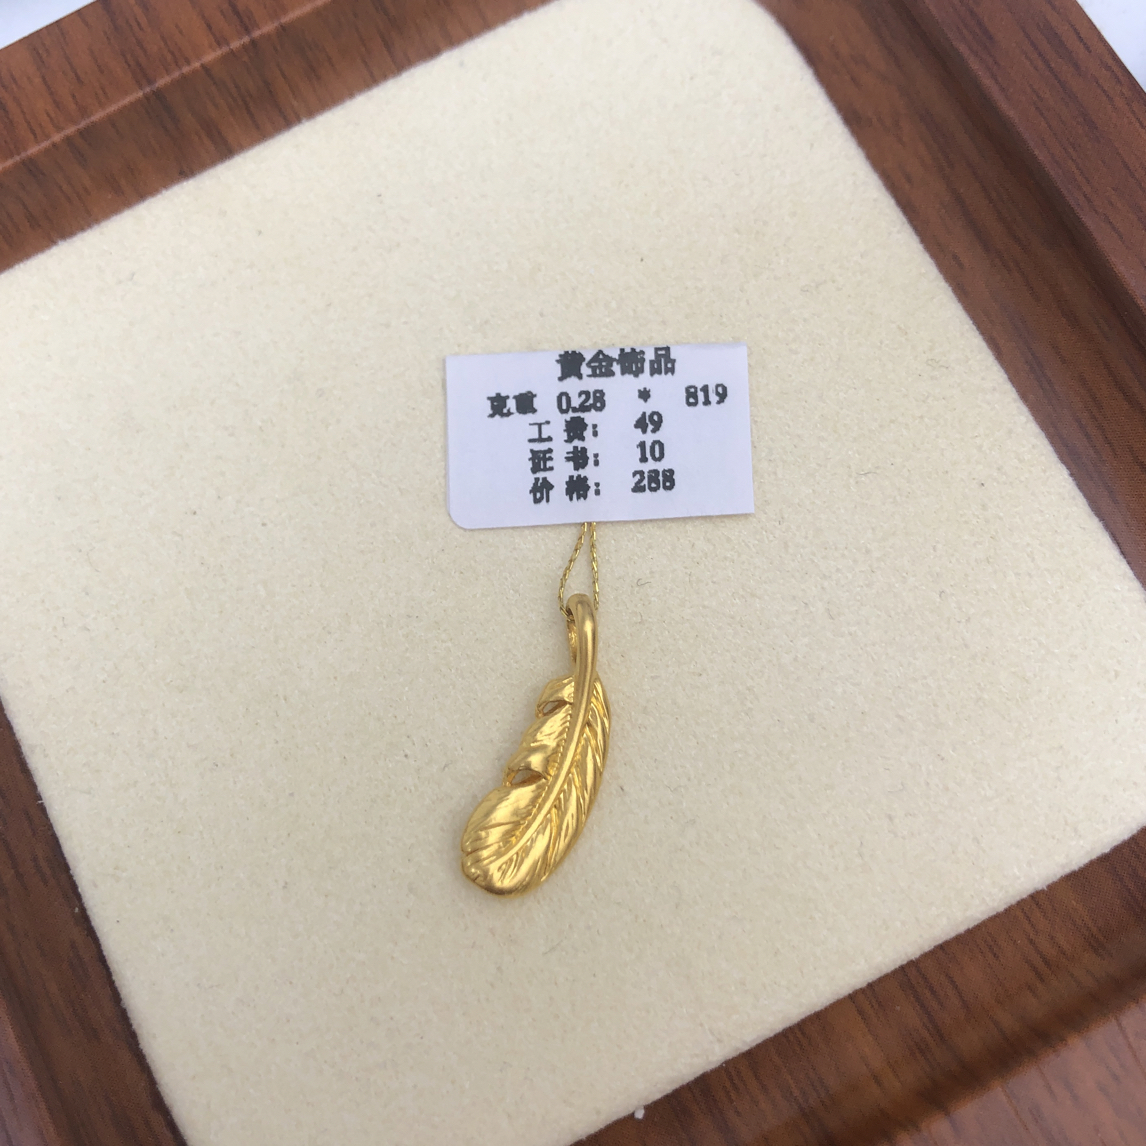 黄金饰品
克重 0.28 * 819
工 费: 49
证 书: 10
价 格: 288